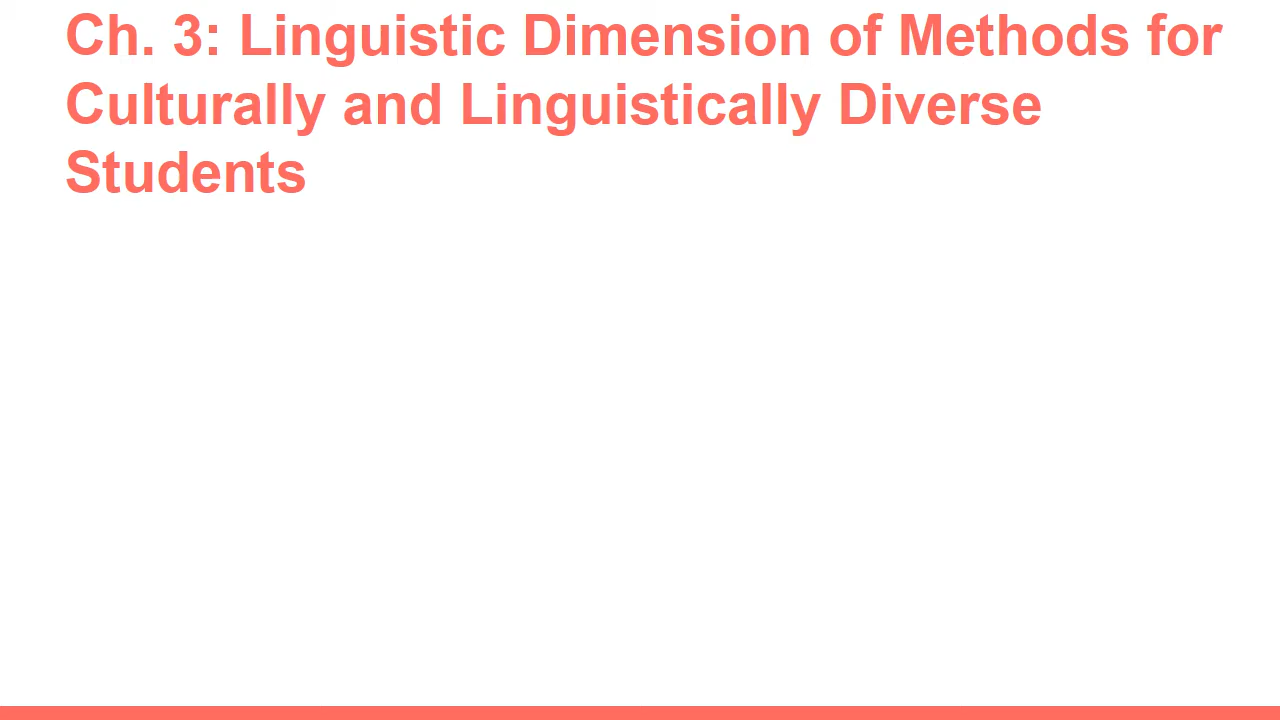 Ch. 3: Linguistic Dimension of Methods for
Culturally and Linguistically Diverse
Students